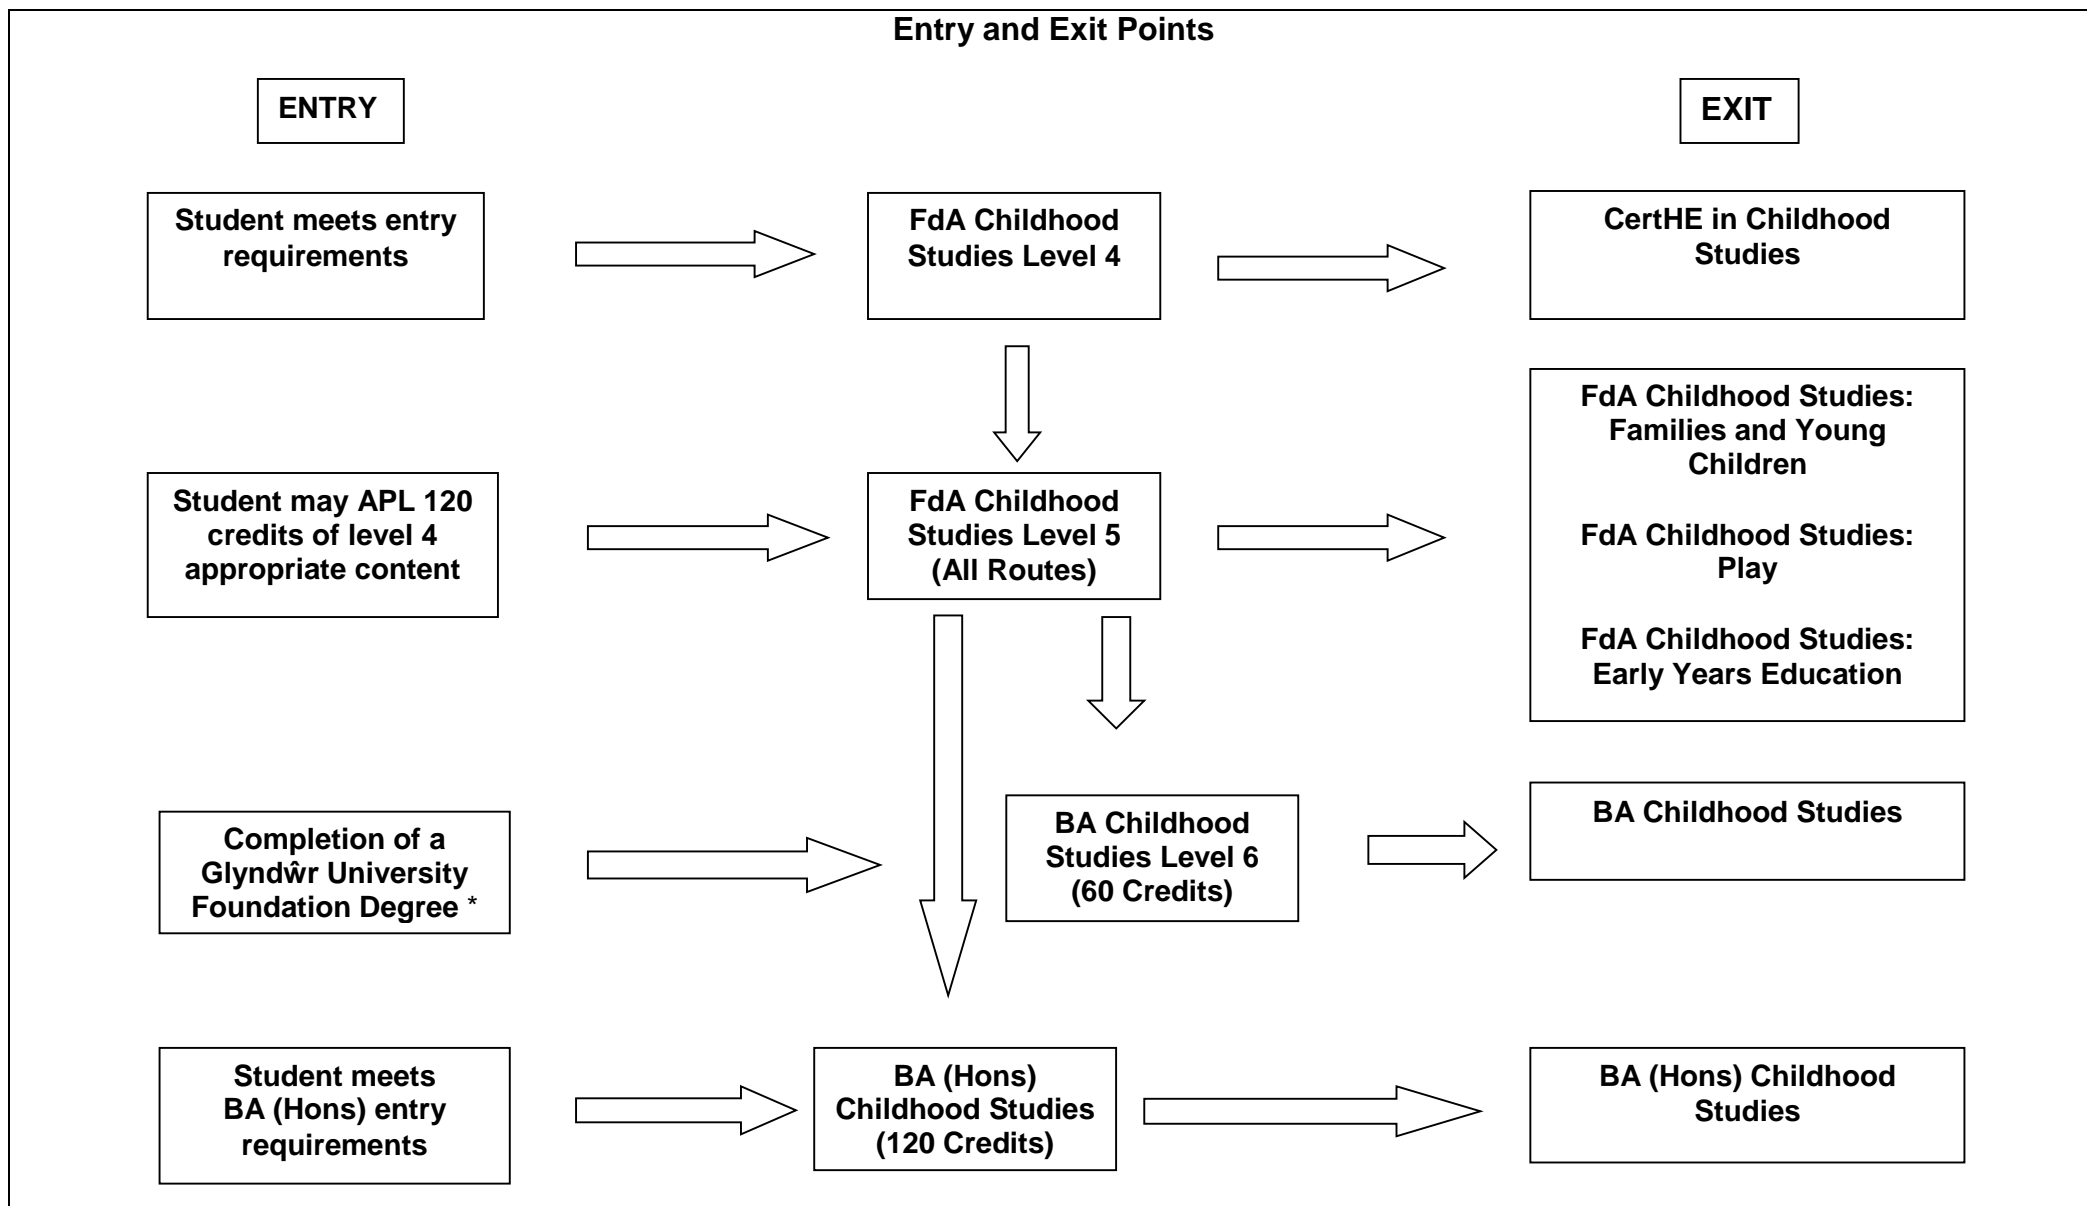 Entry and Exit Points
ENTRY
EXIT
Student meets entry
requirements
FdA Childhood
Studies Level 4
CertHE in Childhood
Studies
Student may APL 120
credits of level 4
appropriate content
FdA Childhood
Studies Level 5
(All Routes)
FdA Childhood Studies:
Families and Young
Children
FdA Childhood Studies:
Play
FdA Childhood Studies:
Early Years Education
Completion of a
Glyndŵr University
Foundation Degree *
BA Childhood
Studies Level 6
(60 Credits)
BA Childhood Studies
Student meets
BA (Hons) entry
requirements
BA (Hons)
Childhood Studies
(120 Credits)
BA (Hons) Childhood
Studies